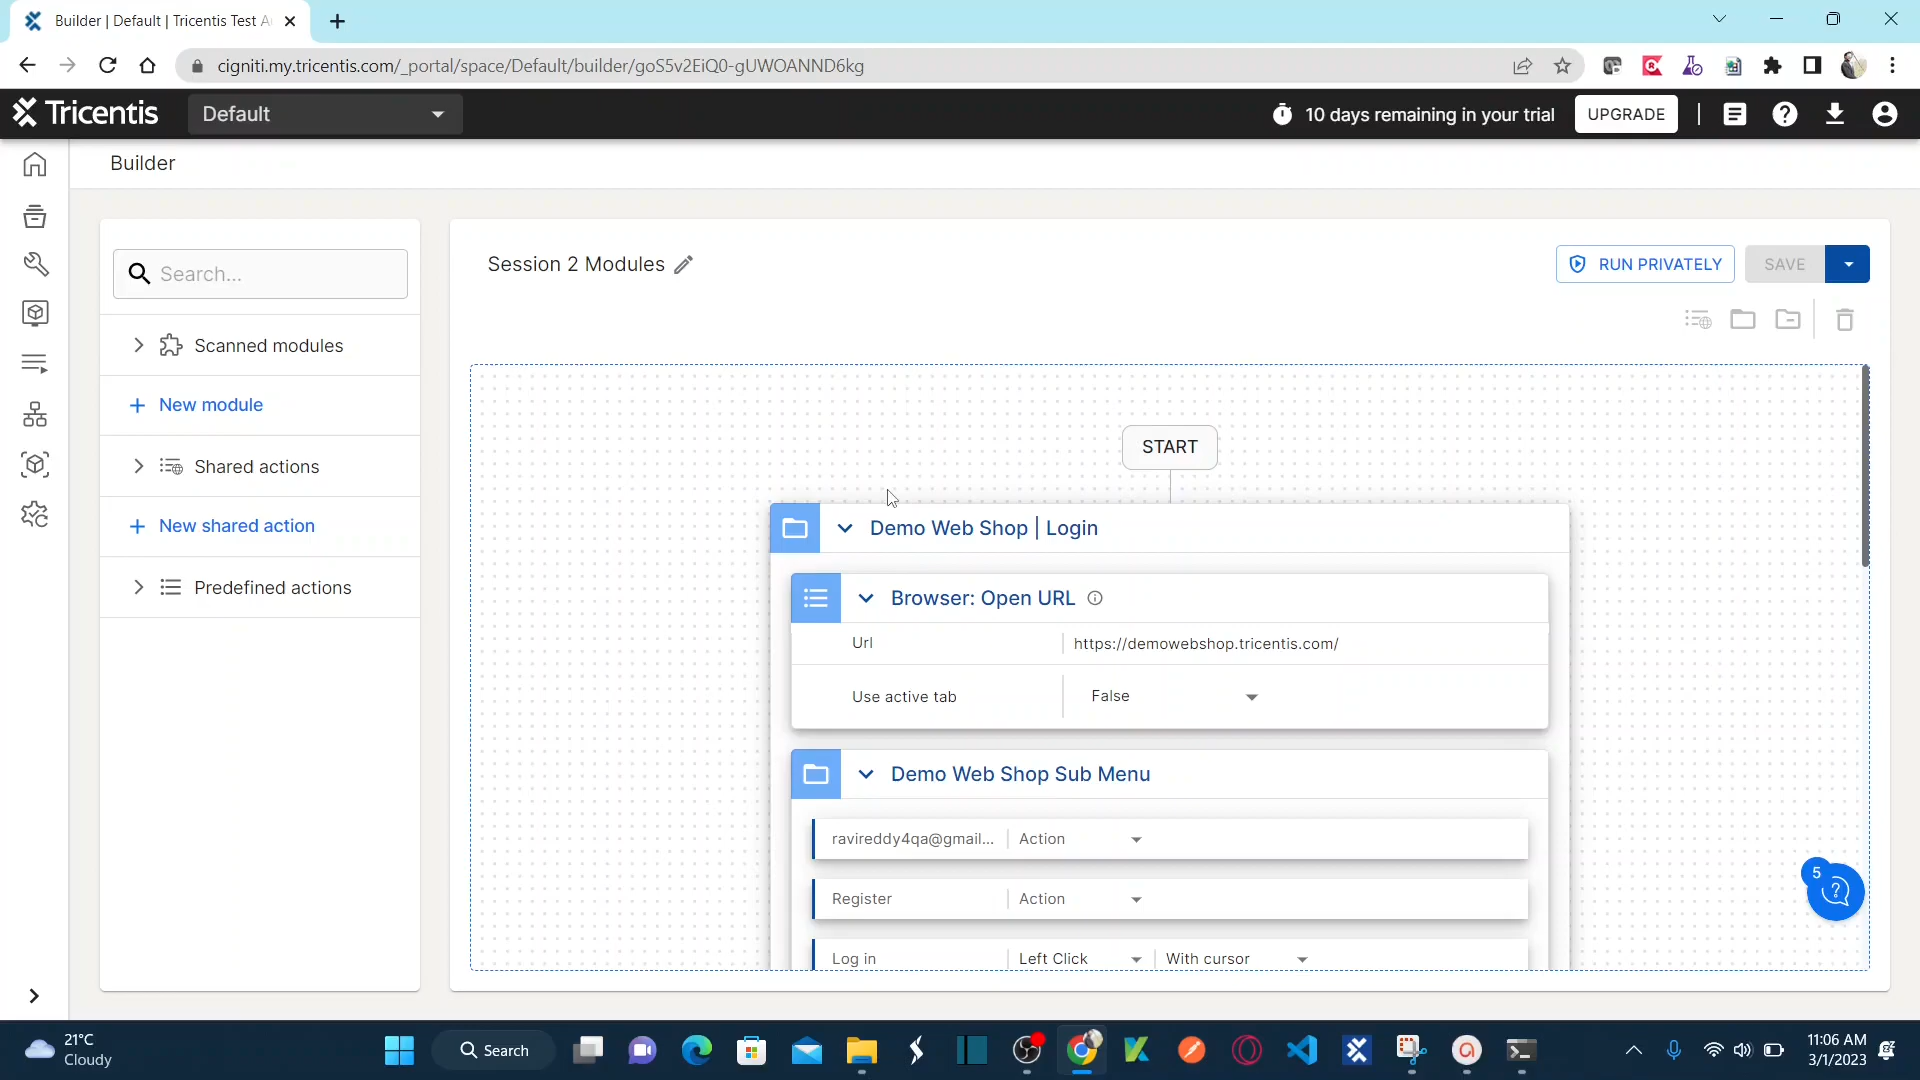 Builder | Default | Tricentis Test A
cigniti.my.tricentis.com/_portal/space/Default/builder/goS5v2EiQ0-gUWOANND6kg
Tricentis
Default
10 days remaining in your trial
UPGRADE
Builder
Search...
Session 2 Modules
RUN PRIVATELY
SAVE
Scanned modules
New module
Shared actions
New shared action
Predefined actions
START
Demo Web Shop | Login
Browser: Open URL
Url
https://demowebshop.tricentis.com/
Use active tab
False
Demo Web Shop Sub Menu
ravireddy4qa@gmail...
Action
Register
Action
Log in
Left Click
With cursor
5
21°C
Cloudy
Search
11:06 AM
3/1/2023